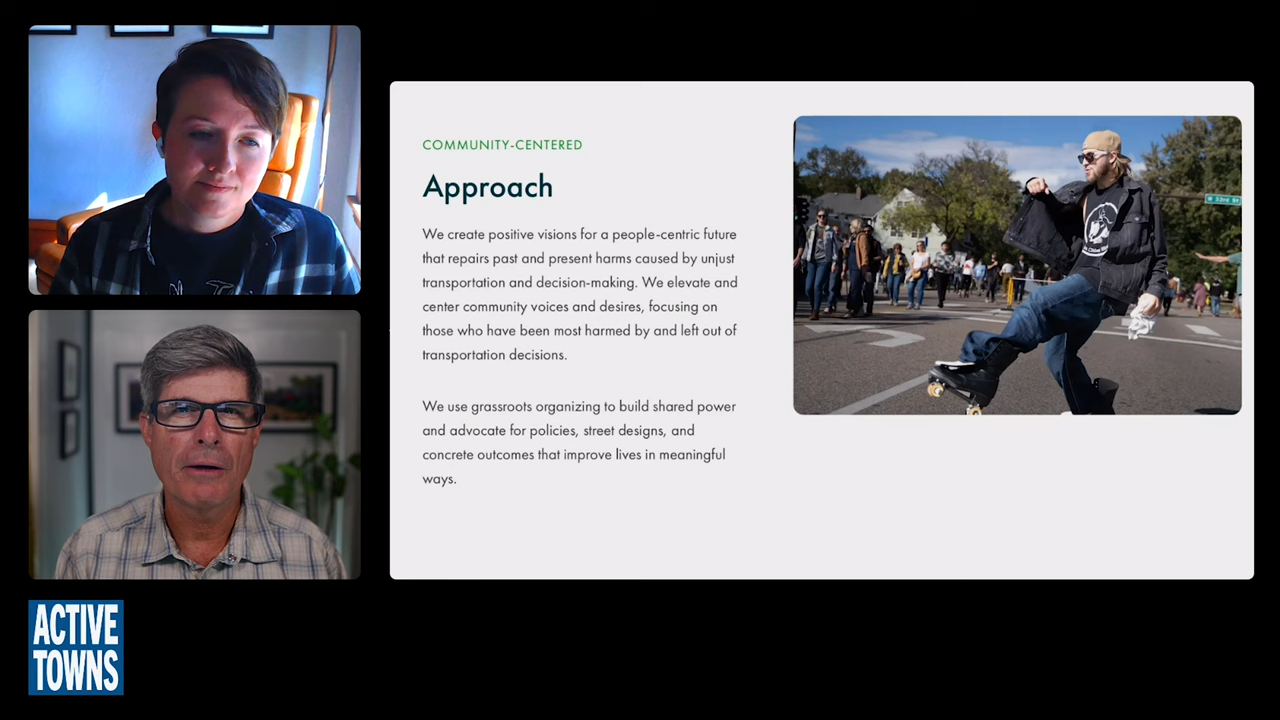 COMMUNITY-CENTERED
Approach
We create positive visions for a people-centric future
that repairs past and present harms caused by unjust
transportation and decision-making. We elevate and
center community voices and desires, focusing on
those who have been most harmed by and left out of
transportation decisions.
We use grassroots organizing to build shared power
and advocate for policies, street designs, and
concrete outcomes that improve lives in meaningful
ways.
W 33rd St
ACTIVE
TOWNS